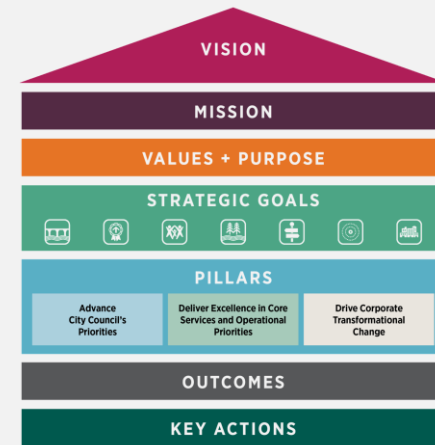 VISION
MISSION
VALUES + PURPOSE
STRATEGIC GOALS
PILLARS
Advance
City Council's
Priorities
Deliver Excellence in Core
Services and Operational
Priorities
Drive Corporate
Transformational
Change
OUTCOMES
KEY ACTIONS